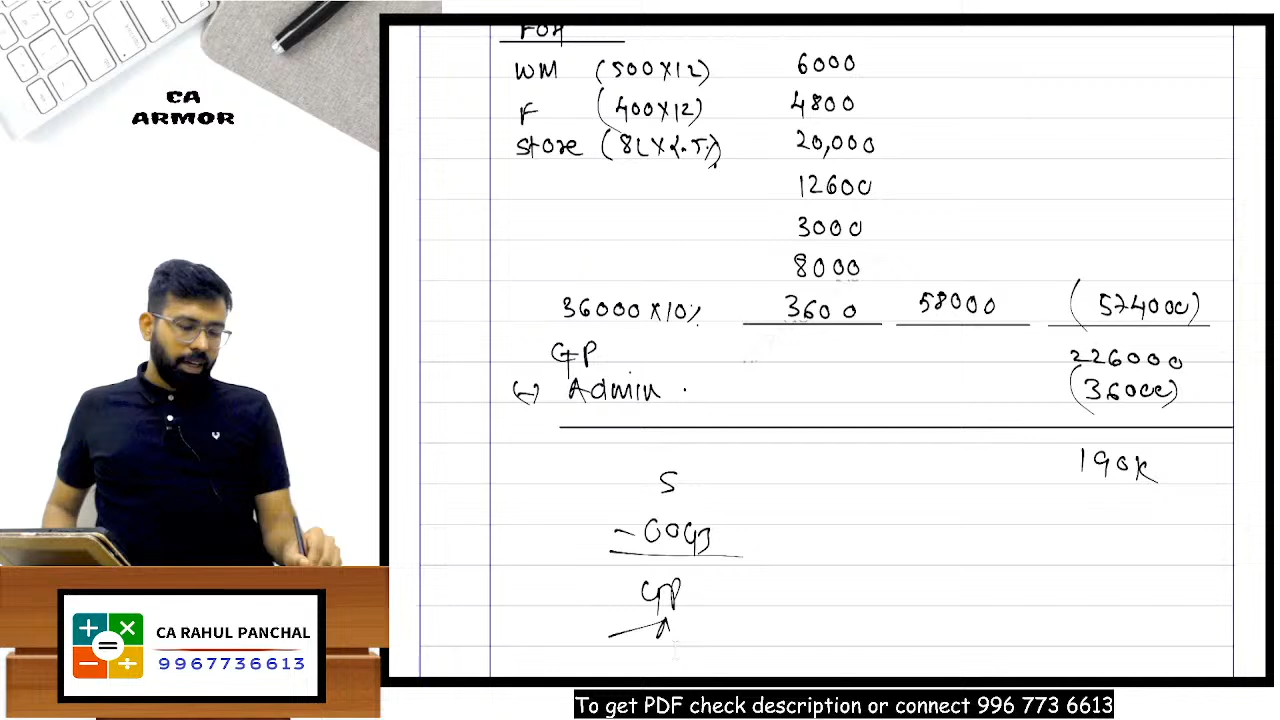 CA
ARMOR
FOH
WM (500X12) 6000
F (400X12) 4800
Store (8LX2.5%) 20,000
12600
3000
8000
36000X10% 3600 58000 (574000)
GP 226000
(-) Admin (36000)
190K
S
- COGS
GP
CA RAHUL PANCHAL
9967736613
To get PDF check description or connect 996 773 6613